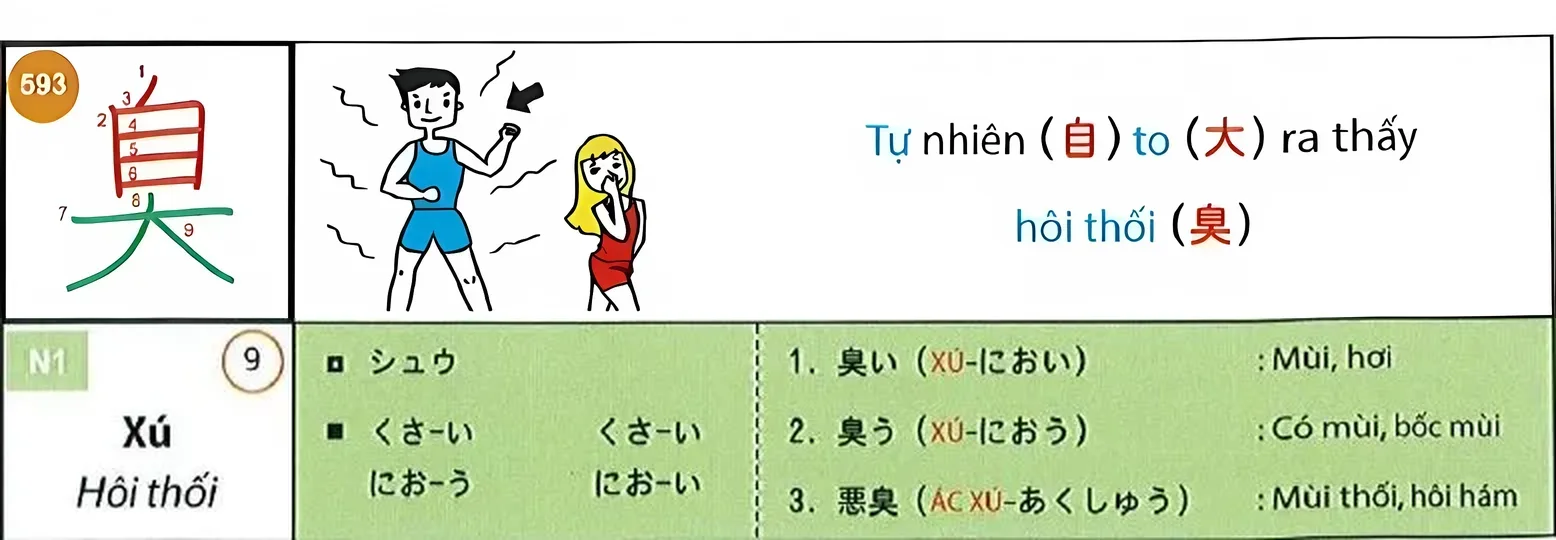 593
臭
1
3
2
4
5
6
8
7
9
Tự nhiên (自) to (大) ra thấy
hôi thối (臭)
N1
9
Xú
Hôi thối
シュウ
くさ-い くさ-い
にお-う にお-い
1. 臭い (XÚ-におい) : Mùi, hơi
2. 臭う (XÚ-におう) : Có mùi, bốc mùi
3. 悪臭 (ÁC XÚ-あくしゅう) : Mùi thối, hôi hám